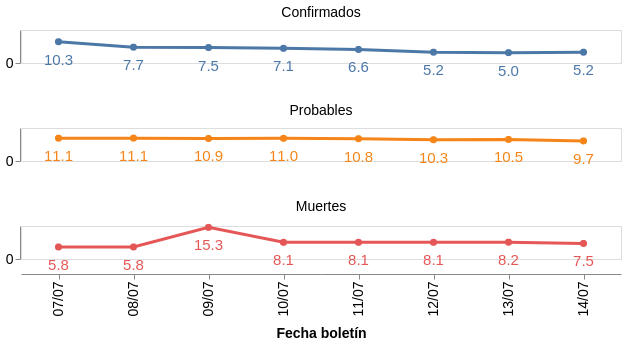 Confirmados
0
10.3 7.7 7.5 7.1 6.6 5.2 5.0 5.2
Probables
0
11.1 11.1 10.9 11.0 10.8 10.3 10.5 9.7
Muertes
0
5.8 5.8 15.3 8.1 8.1 8.1 8.2 7.5
07/07 08/07 09/07 10/07 11/07 12/07 13/07 14/07
Fecha boletín